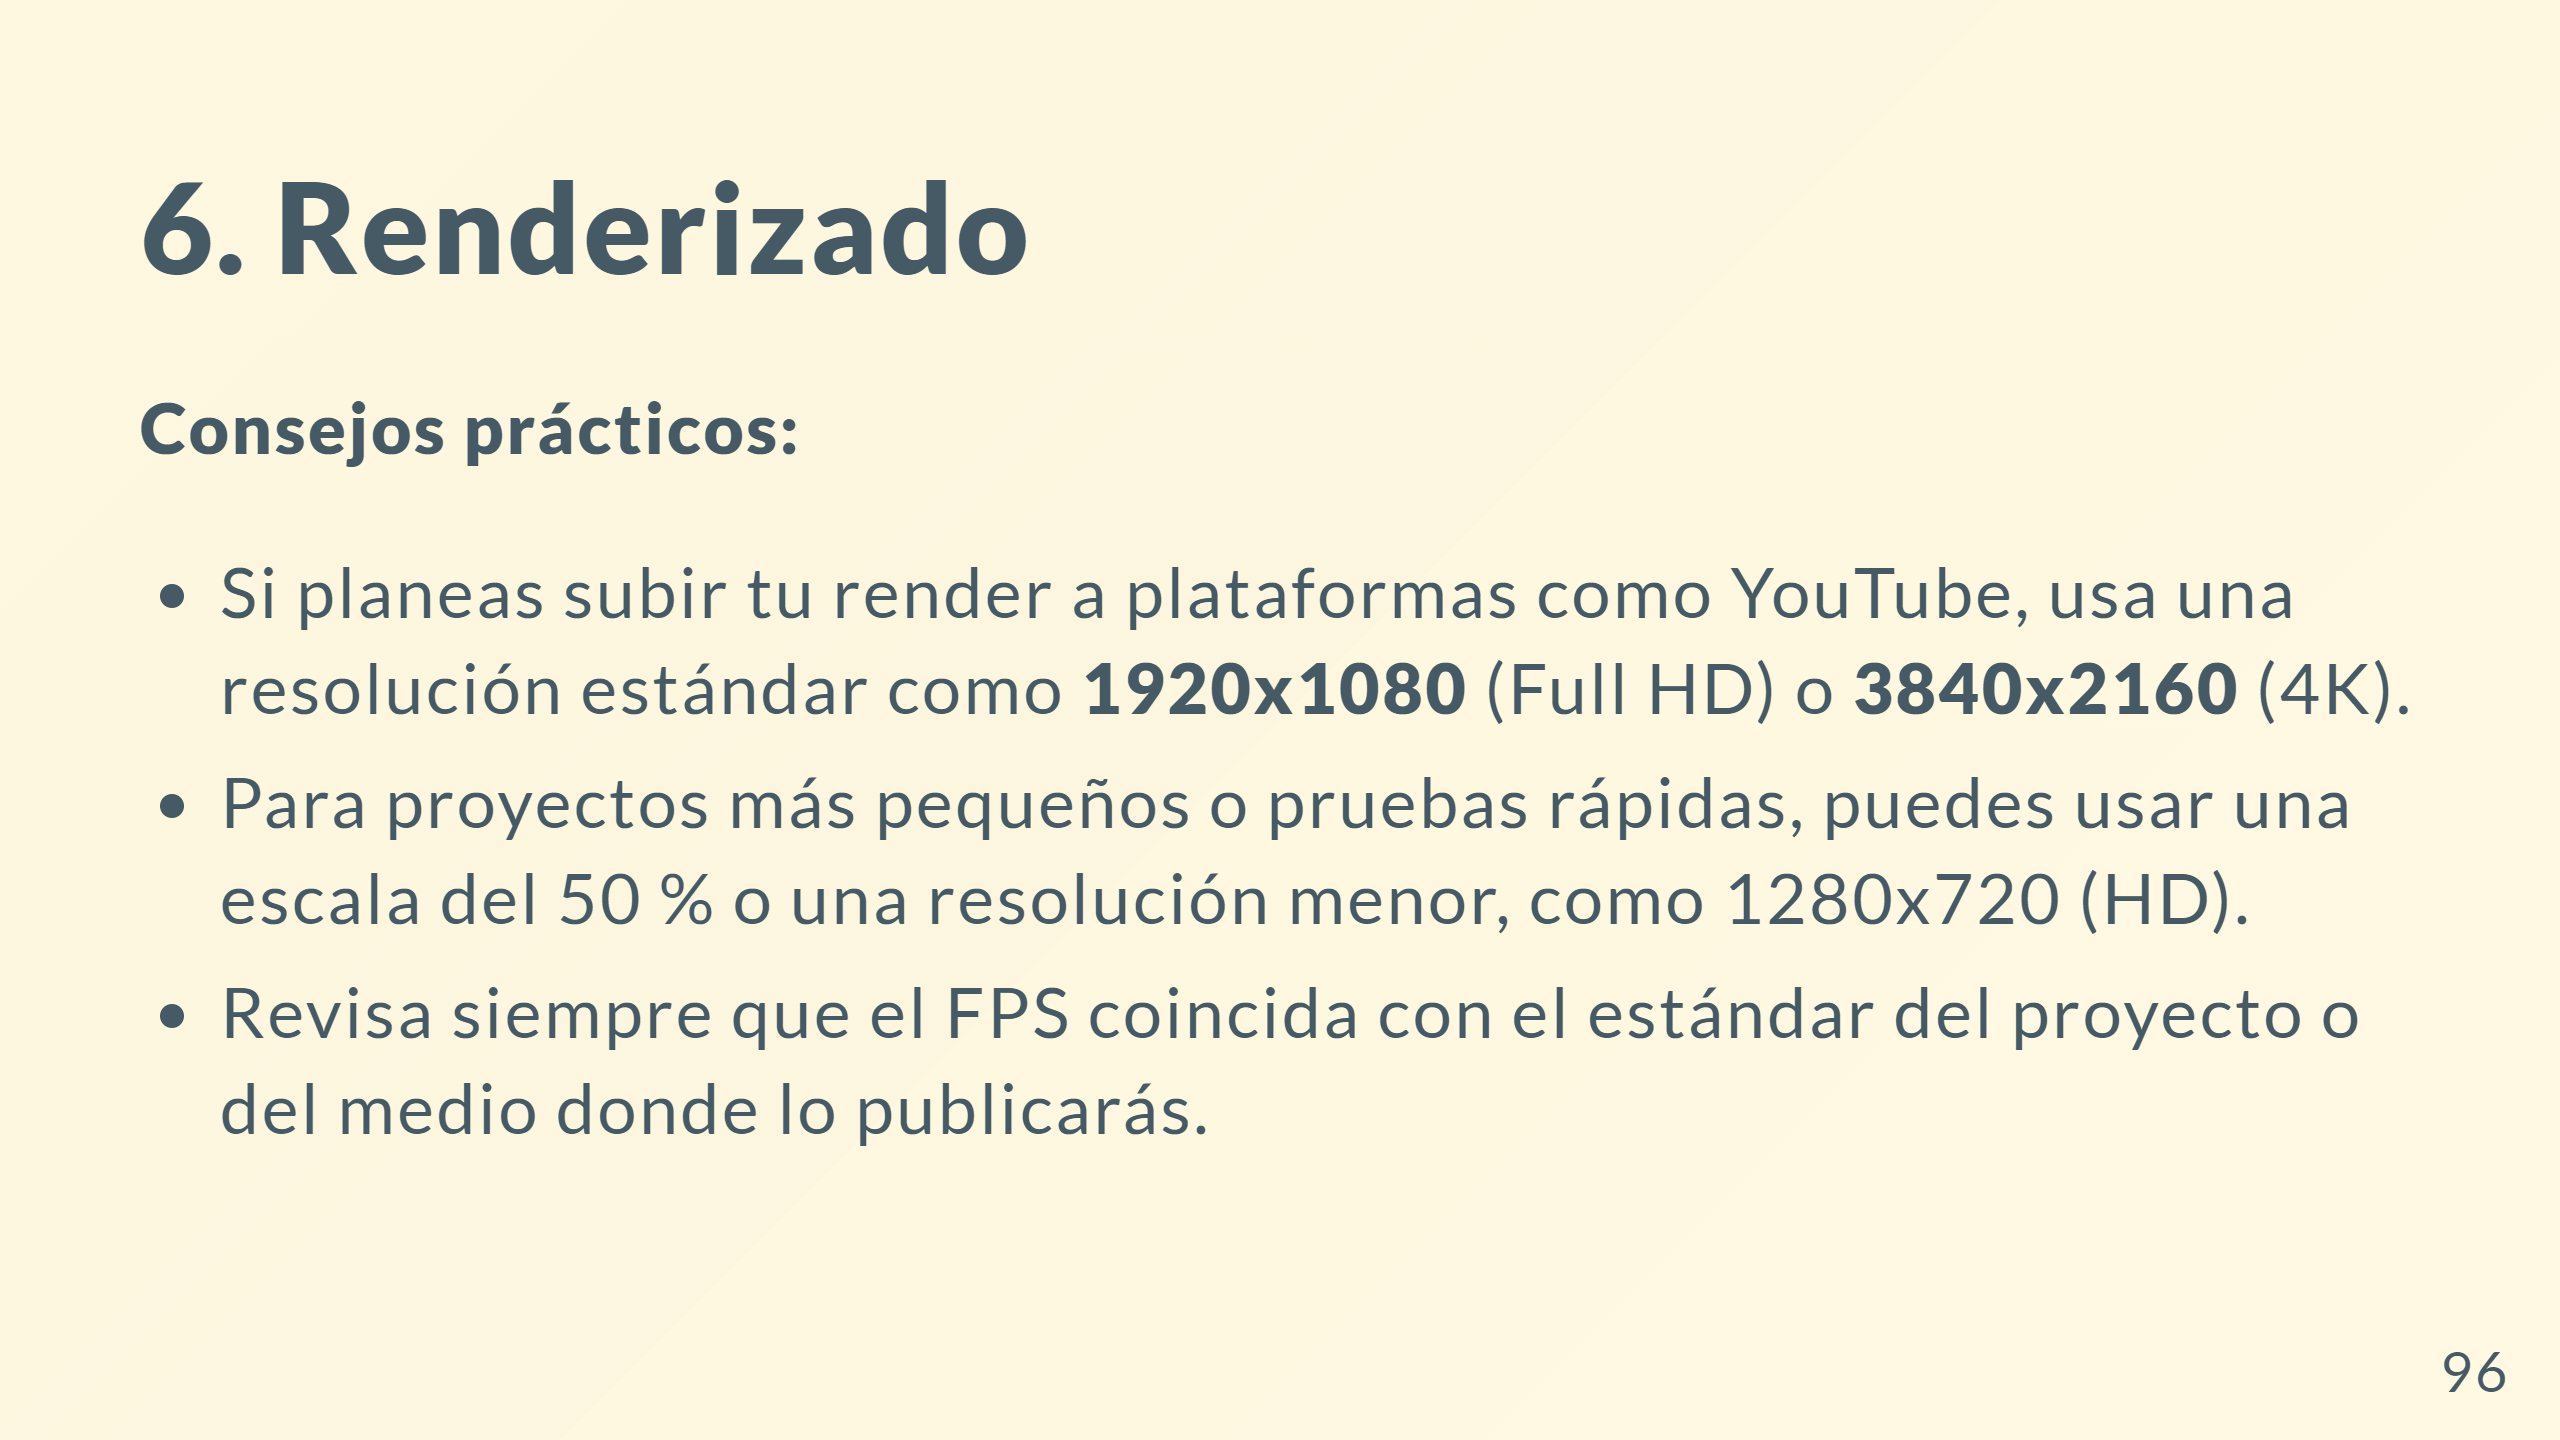 6. Renderizado
Consejos prácticos:
• Si planeas subir tu render a plataformas como YouTube, usa una
resolución estándar como 1920x1080 (Full HD) o 3840x2160 (4K).
• Para proyectos más pequeños o pruebas rápidas, puedes usar una
escala del 50 % o una resolución menor, como 1280x720 (HD).
• Revisa siempre que el FPS coincida con el estándar del proyecto o
del medio donde lo publicarás.
96